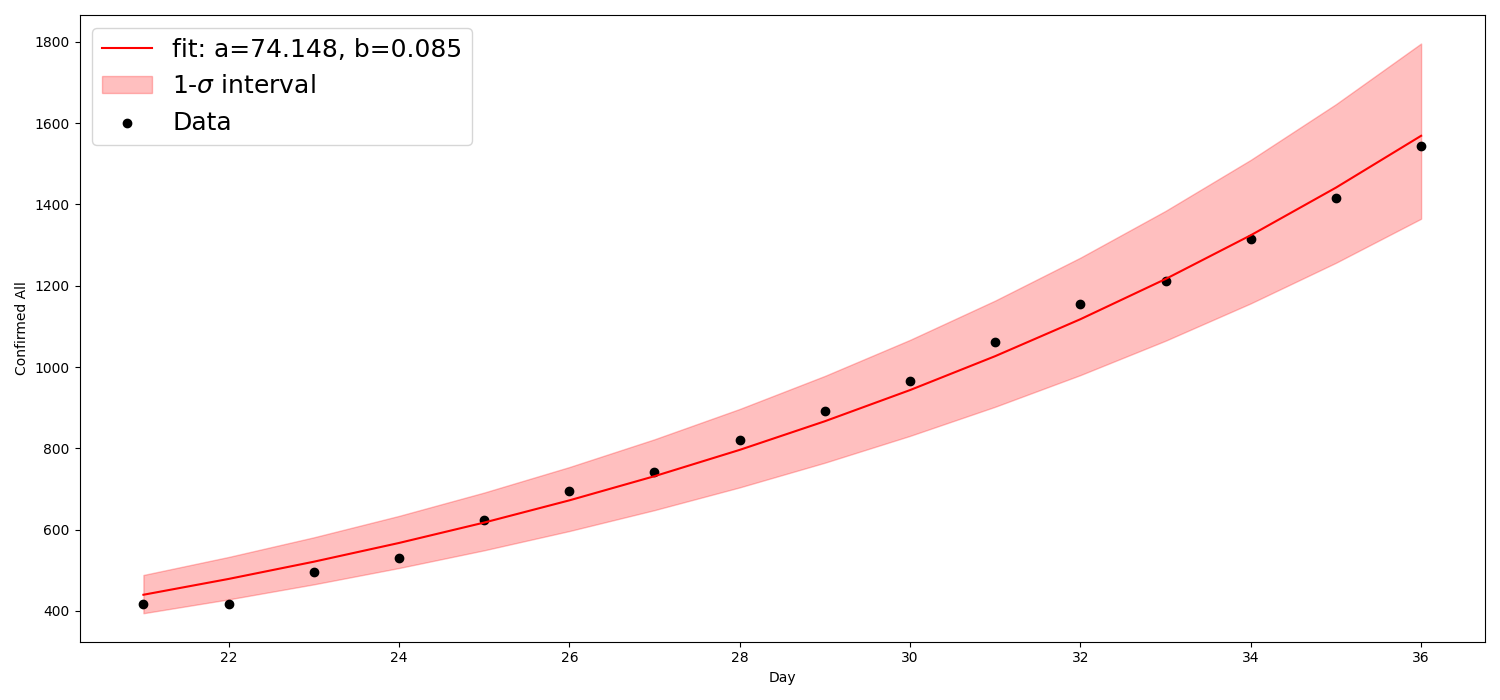 fit: a=74.148, b=0.085
1-σ interval
Data
Confirmed All
1800
1600
1400
1200
1000
800
600
400
22 24 26 28 30 32 34 36
Day